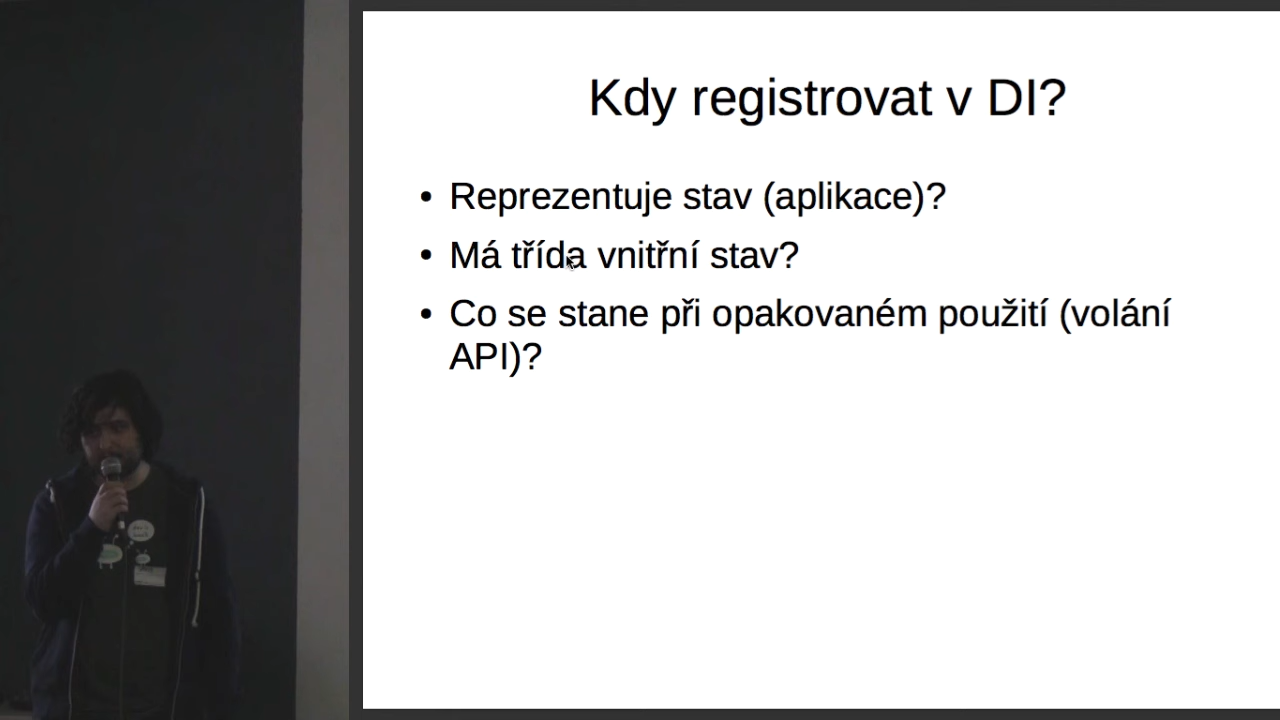 Kdy registrovat v DI?
• Reprezentuje stav (aplikace)?
• Má třída vnitřní stav?
• Co se stane při opakovaném použití (volání
API)?